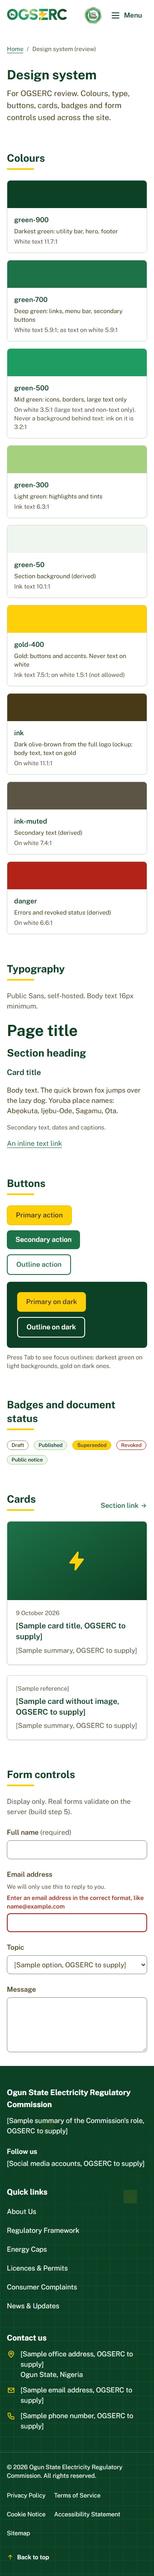 OGSERC
Menu
Home / Design system (review)
Design system
For OGSERC review. Colours, type,
buttons, cards, badges and form
controls used across the site.
Colours
green-900
Darkest green: utility bar, hero, footer
White text 11.7:1
green-700
Deep green: links, menu bar, secondary
buttons
White text 5.9:1; as text on white 5.9:1
green-500
Mid green: icons, borders, large text only
On white 3.5:1 (large text and non-text only).
Never a background behind text: ink on it is
3.2:1
green-300
Light green: highlights and tints
Ink text 6.3:1
green-50
Section background (derived)
Ink text 10.1:1
gold-400
Gold: buttons and accents. Never text on
white
Ink text 7.5:1; on white 1.5:1 (not allowed)
ink
Dark olive-brown from the full logo lockup:
body text, text on gold
On white 11.1:1
ink-muted
Secondary text (derived)
On white 7.4:1
danger
Errors and revoked status (derived)
On white 6.6:1
Typography
Public Sans, self-hosted. Body text 16px
minimum.
Page title
Section heading
Card title
Body text. The quick brown fox jumps over
the lazy dog. Yoruba place names:
Abẹokuta, Ijẹbu-Ode, Ṣagamu, Ọta.
Secondary text, dates and captions.
An inline text link
Buttons
Primary action
Secondary action
Outline action
Primary on dark
Outline on dark
Press Tab to see focus outlines: darkest green on
light backgrounds, gold on dark ones.
Badges and document
status
Draft Published Superseded Revoked
Public notice
Cards
Section link →
9 October 2026
[Sample card title, OGSERC to
supply]
[Sample summary, OGSERC to supply]
[Sample reference]
[Sample card without image,
OGSERC to supply]
[Sample summary, OGSERC to supply]
Form controls
Display only. Real forms validate on the
server (build step 5).
Full name (required)
Email address
We will only use this to reply to you.
Enter an email address in the correct format, like
name@example.com
Topic
[Sample option, OGSERC to supply]
Message
Ogun State Electricity Regulatory
Commission
[Sample summary of the Commission's role,
OGSERC to supply]
Follow us
[Social media accounts, OGSERC to supply]
Quick links
About Us
Regulatory Framework
Energy Caps
Licences & Permits
Consumer Complaints
News & Updates
Contact us
[Sample office address, OGSERC to
supply]
Ogun State, Nigeria
[Sample email address, OGSERC to
supply]
[Sample phone number, OGSERC to
supply]
© 2026 Ogun State Electricity Regulatory
Commission. All rights reserved.
Privacy Policy Terms of Service
Cookie Notice Accessibility Statement
Sitemap
Back to top